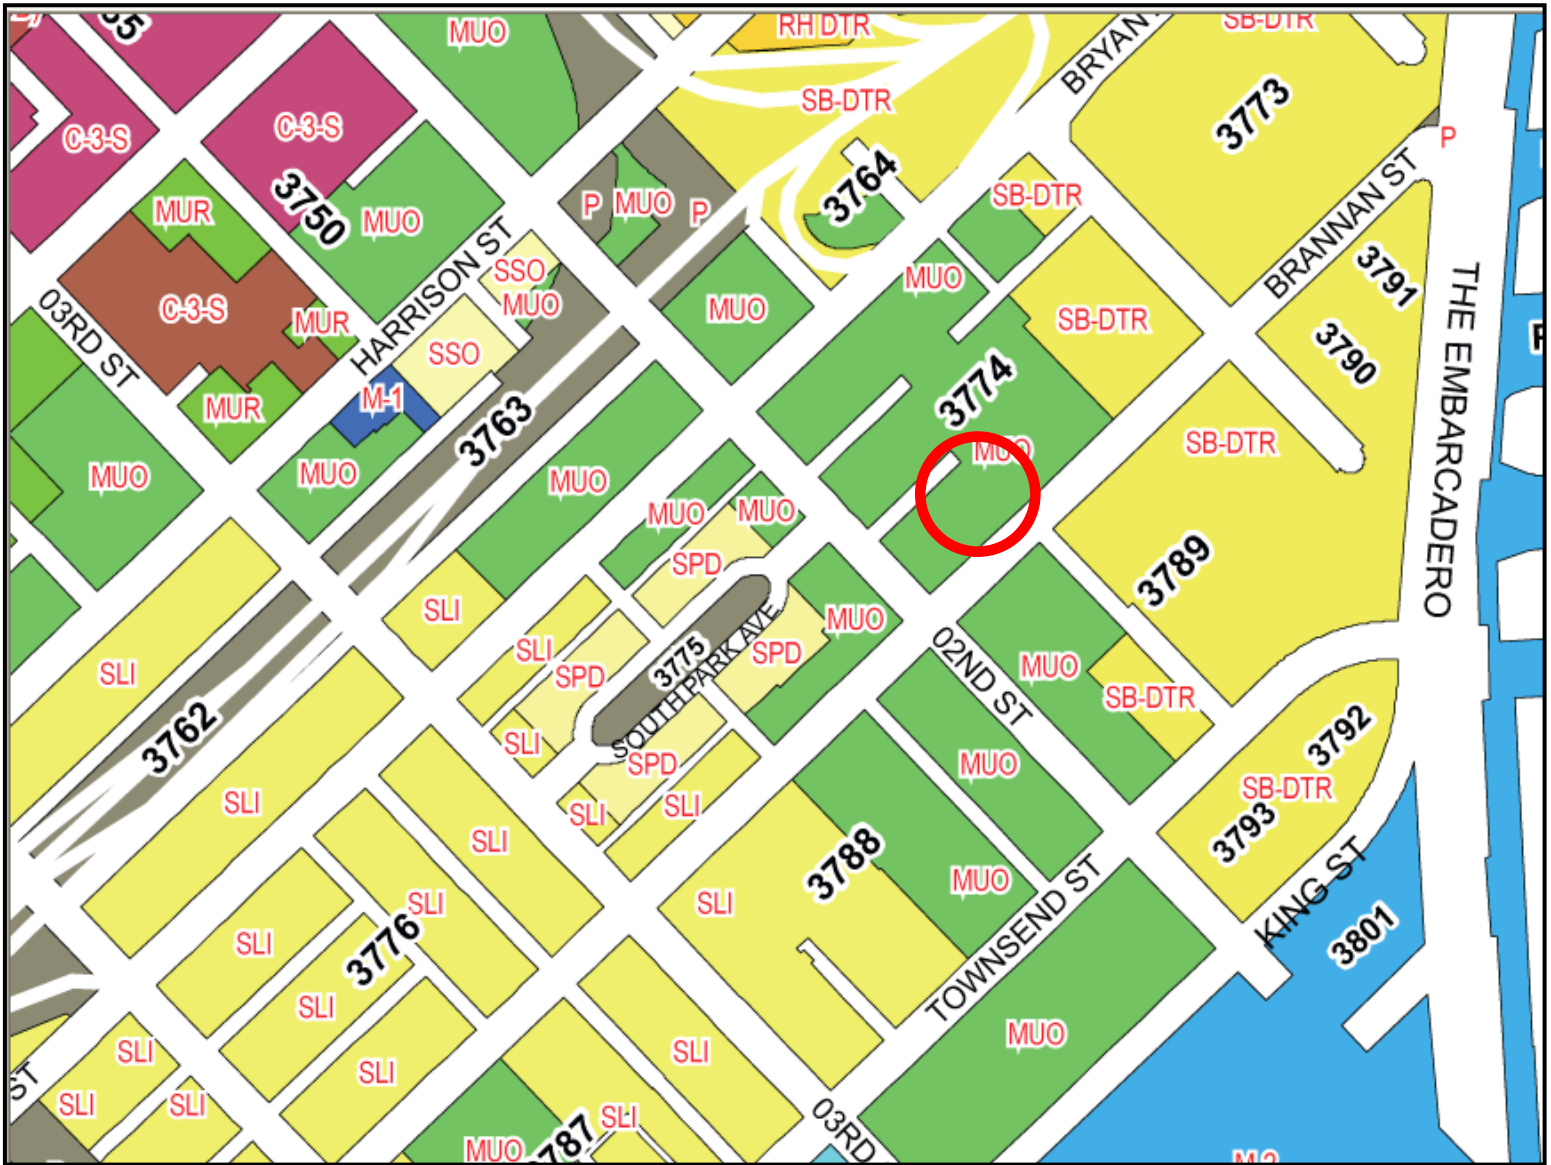 MUO
RH DTR
SB-DTR
BRYAN
C-3-S
C-3-S
SB-DTR
3773
P
3750
MUR
MUO
P
MUO
P
3764
SB-DTR
BRANNAN ST
HARRISON ST
SSO
MUO
MUO
MUO
3791
03RD ST
C-3-S
MUR
SSO
SB-DTR
3790
THE EMBARCADERO
MUR
M-1
3763
3774
MUO
MUO
MUO
MUO
SB-DTR
MUO
MUO
SPD
3789
SLI
SLI
SLI
SPD
3775
SOUTH PARK AVE
SPD
MUO
02ND ST
MUO
SB-DTR
3762
SLI
SPD
MUO
3792
SB-DTR
3793
SLI
SLI
SLI
SLI
3788
SLI
MUO
TOWNSEND ST
KING ST
3801
SLI
3776
SLI
SLI
SLI
SLI
SLI
MUO
ST
SLI
SLI
SLI
MUO
787
03RD
M-2